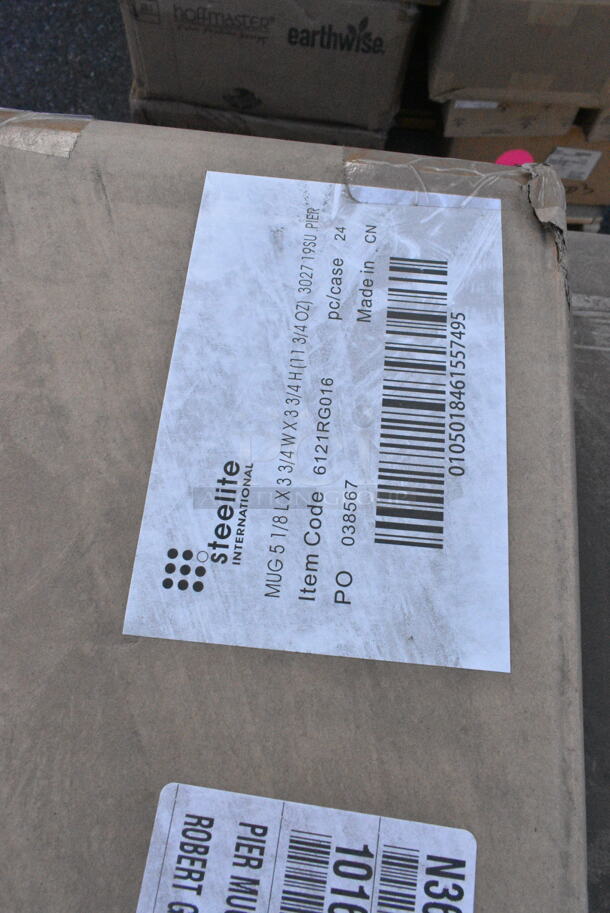 hoffmaster®
earthwise.
steelite
INTERNATIONAL
MUG 5 1/8 L X 3 3/4 W X 3 3/4 H (11 3/4 OZ) 3027 19SU PIER
Item Code 6121RG016 pc/case 24
PO 038567 Made in CN
0105018461557495
N36
1016
PIER MUG
ROBERT G